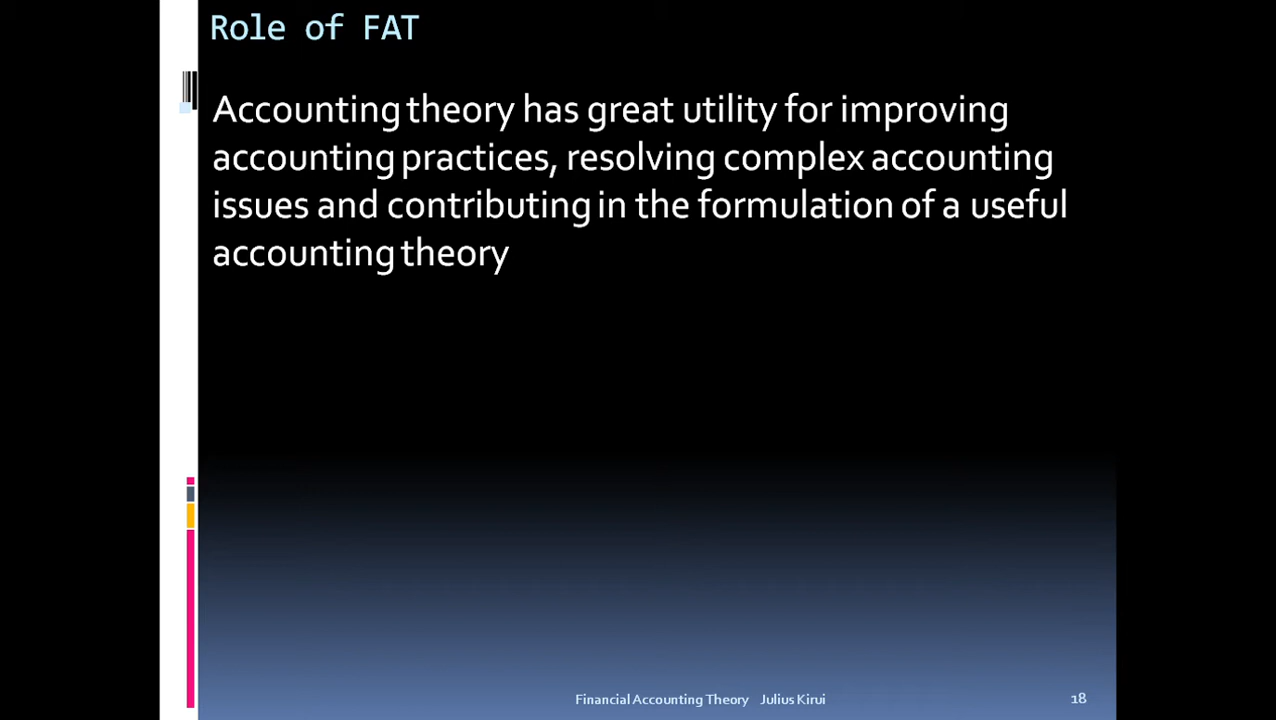 Role of FAT
Accounting theory has great utility for improving
accounting practices, resolving complex accounting
issues and contributing in the formulation of a useful
accounting theory
Financial Accounting Theory Julius Kirui
18